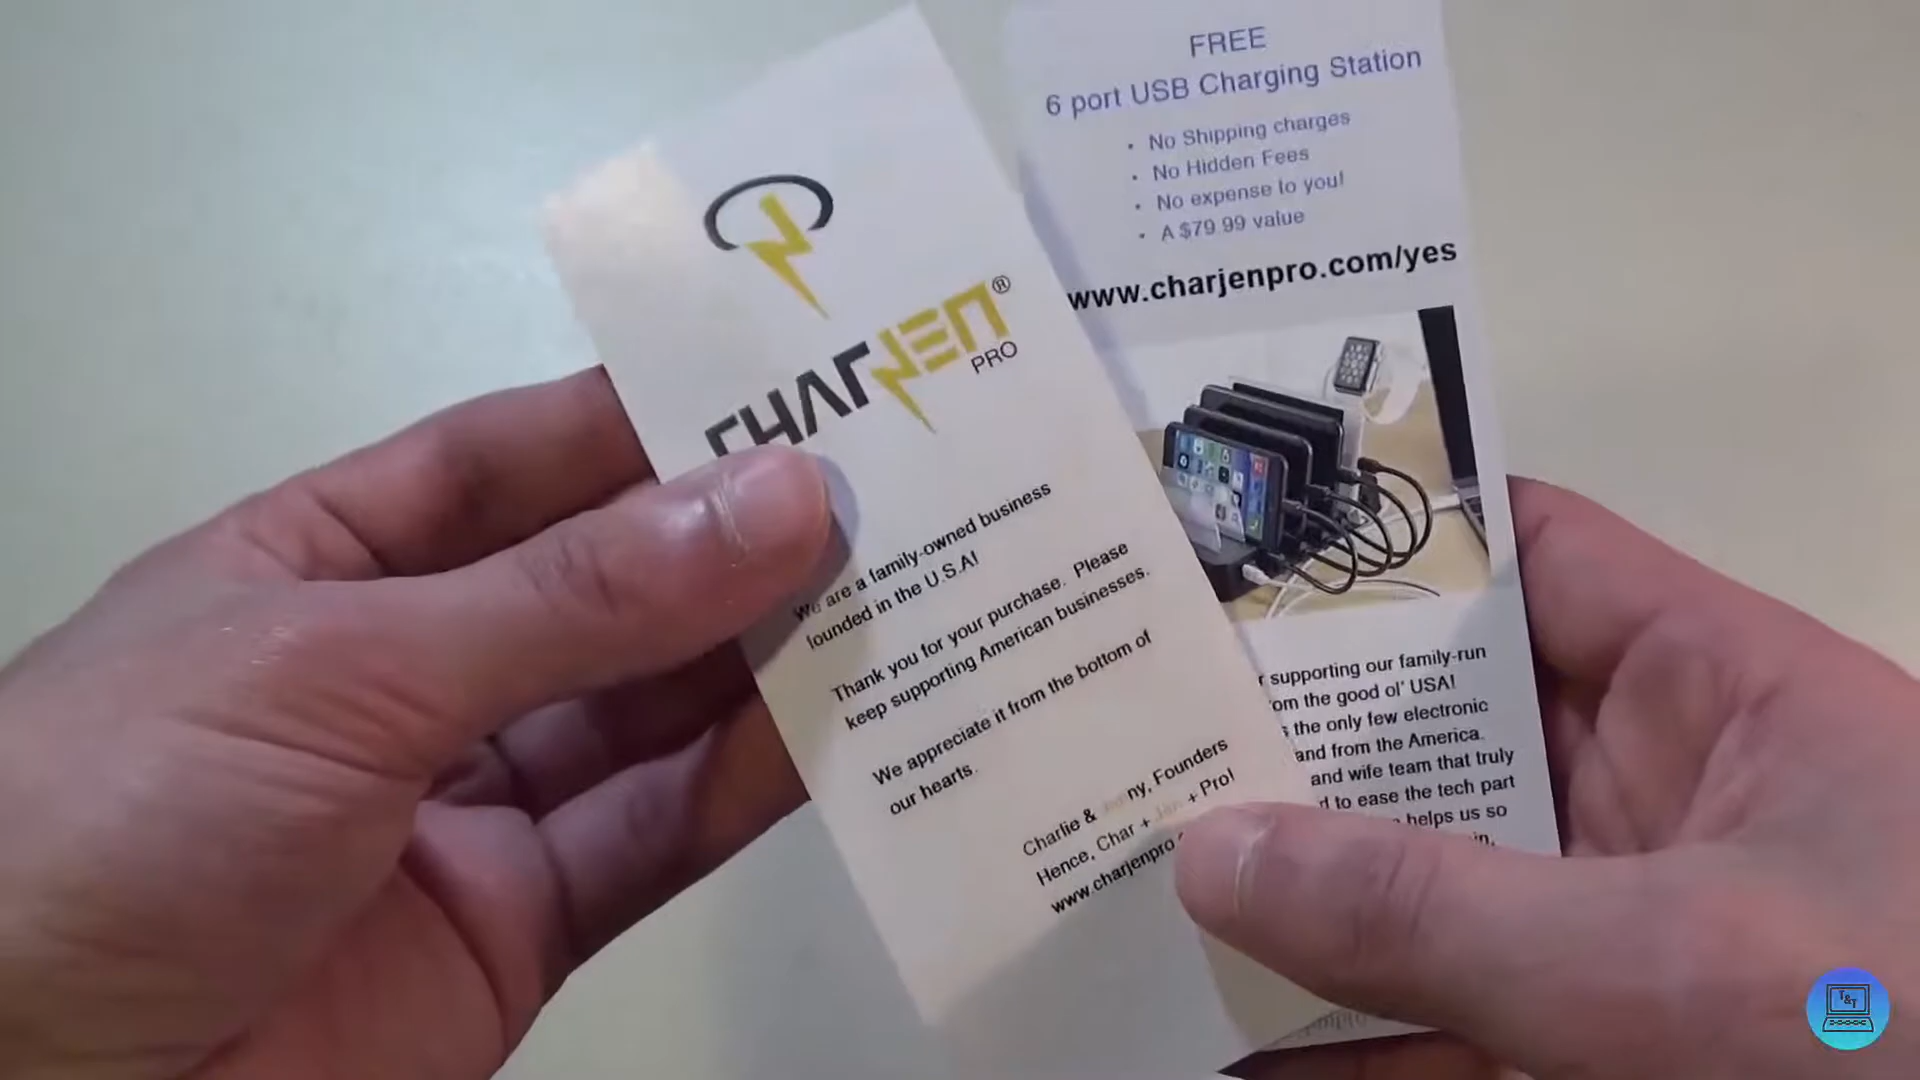 CHARJEN®
PRO
We are a family-owned business
founded in the U.S.A!
Thank you for your purchase. Please
keep supporting American businesses.
We appreciate it from the bottom of
our hearts.
Charlie & ny, Founders
Hence, Char + Jen + Pro!
www.charjenpro
FREE
6 port USB Charging Station
• No Shipping charges
• No Hidden Fees
• No expense to you!
• A $79.99 value
www.charjenpro.com/yes
supporting our family-run
om the good ol' USA!
the only few electronic
and from the America.
and wife team that truly
to ease the tech part
helps us so
T&T